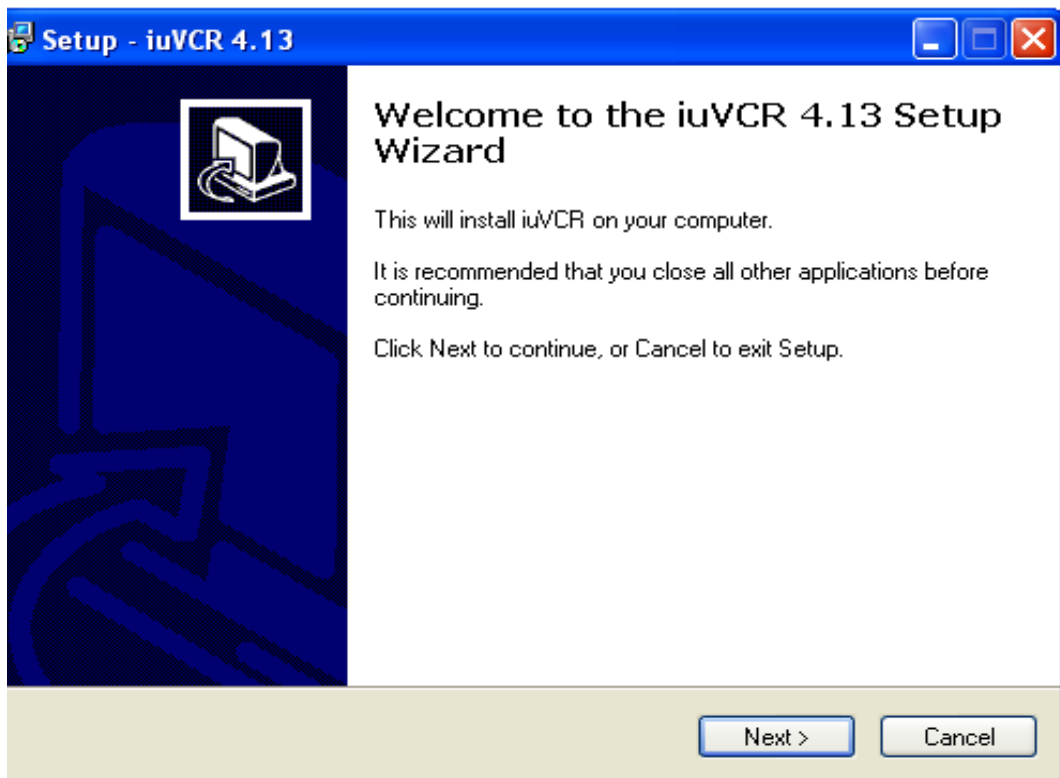 Setup - iuVCR 4.13
Welcome to the iuVCR 4.13 Setup
Wizard
This will install iuVCR on your computer.
It is recommended that you close all other applications before
continuing.
Click Next to continue, or Cancel to exit Setup.
Next >
Cancel